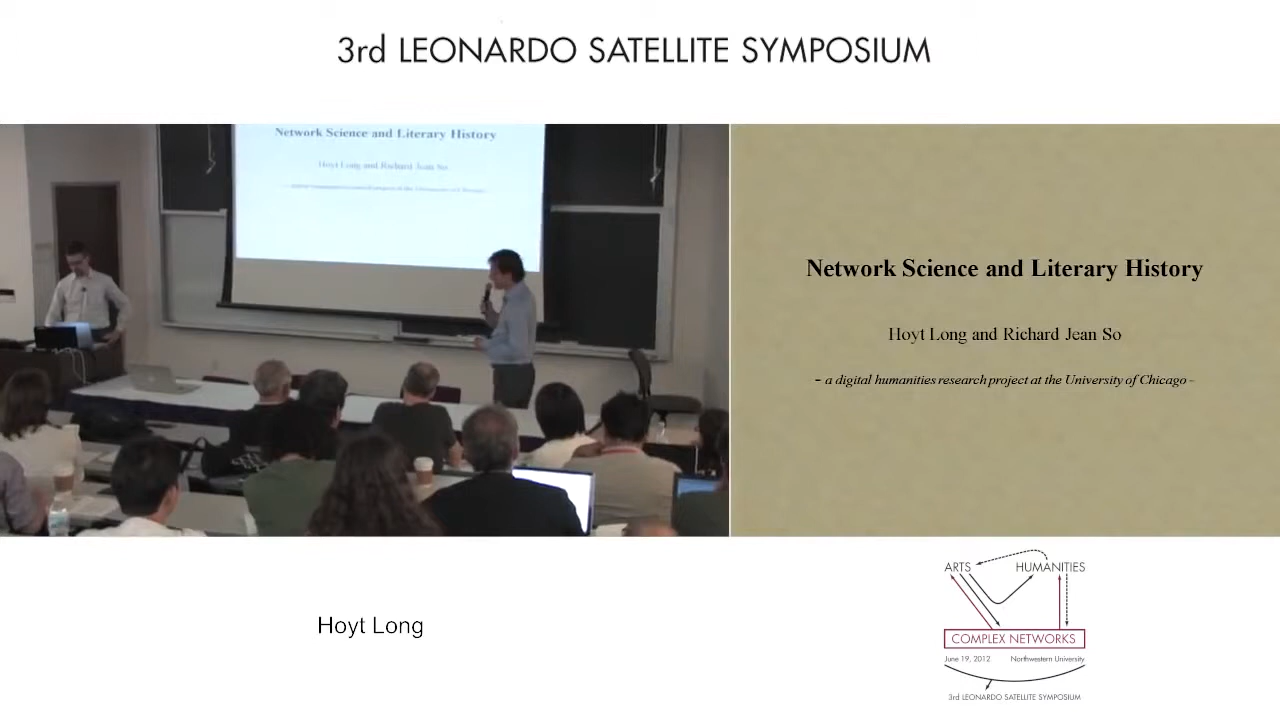 3rd LEONARDO SATELLITE SYMPOSIUM
Network Science and Literary History
Hoyt Long and Richard Jean So
Network Science and Literary History
Hoyt Long and Richard Jean So
- a digital humanities research project at the University of Chicago -
Hoyt Long
ARTS HUMANITIES
COMPLEX NETWORKS
June 19, 2012 Northwestern University
3rd LEONARDO SATELLITE SYMPOSIUM